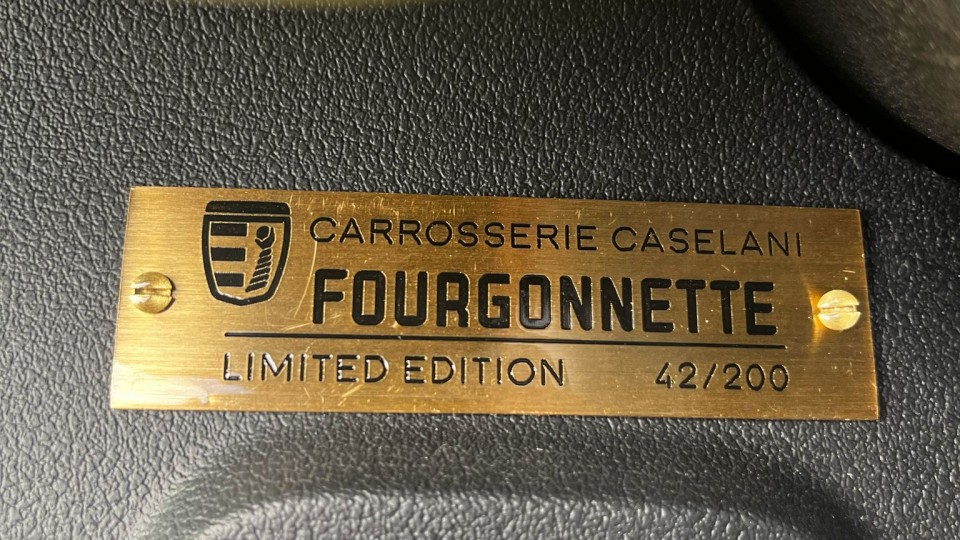 CARROSSERIE CASELANI
FOURGONNETTE
LIMITED EDITION 42/200